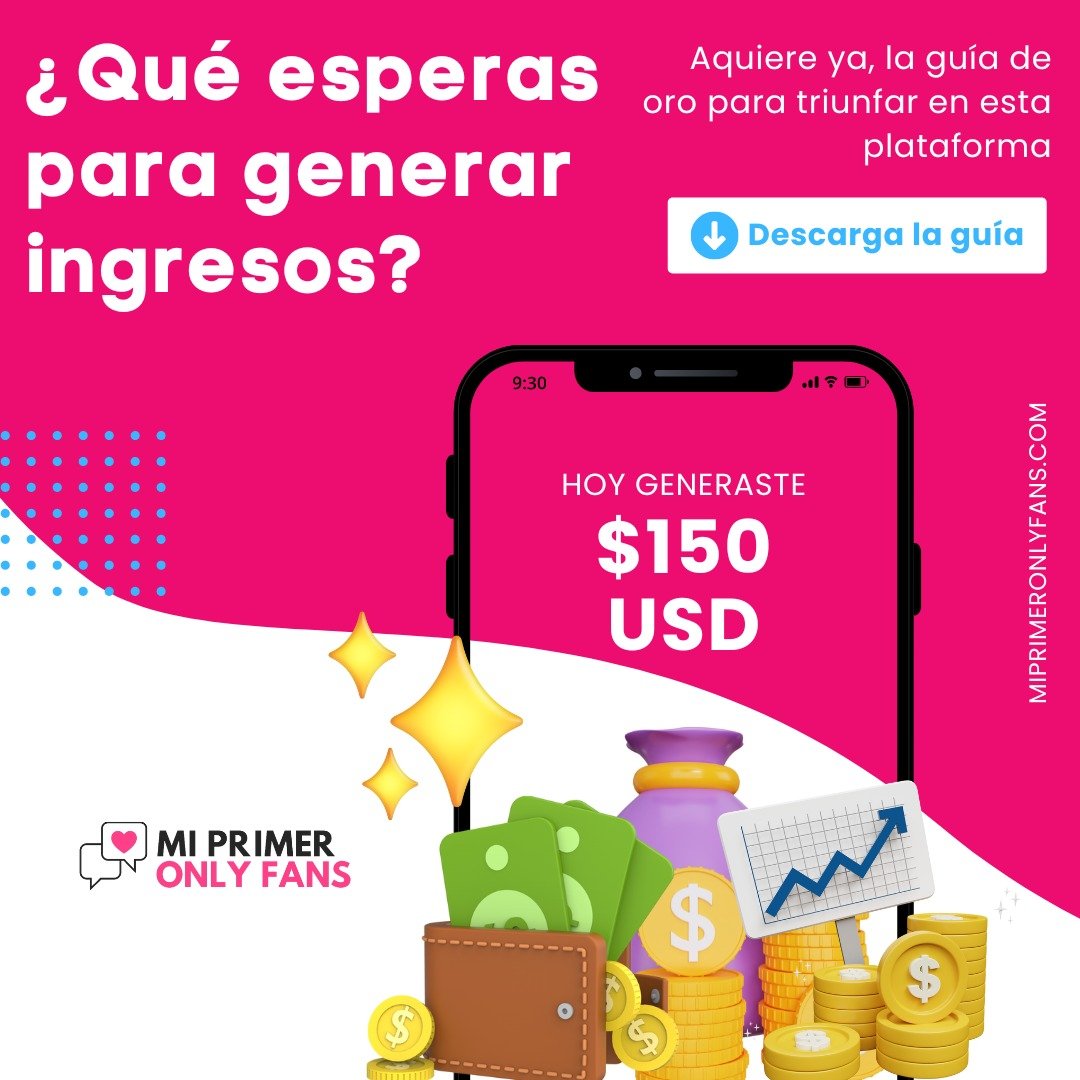 ¿Qué esperas
para generar
ingresos?
Aquiere ya, la guía de
oro para triunfar en esta
plataforma
Descarga la guía
9:30
HOY GENERASTE
$150
USD
MIPRIMERONLYFANS.COM
MI PRIMER
ONLY FANS
$
$
$
$
$